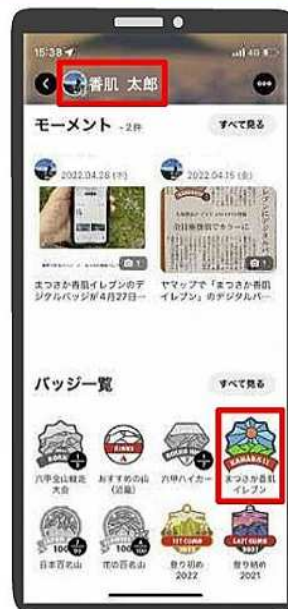 15:38
4G
香肌 太郎
モーメント -2件
すべて見る
2022.04.28 (木)
2022.04.15 (金)
1
1
まつさか香肌イレブンのデ
ジタルバッジが4月27日…
ヤマップで「まつさか香肌
イレブン」のデジタルバ…
バッジ一覧
すべて見る
六甲全山縦走
大会
おすすめの山
(近畿)
六甲ハイカー
まつさか香肌
イレブン
日本百名山
花の百名山
登り初め
2022
登り納め
2021